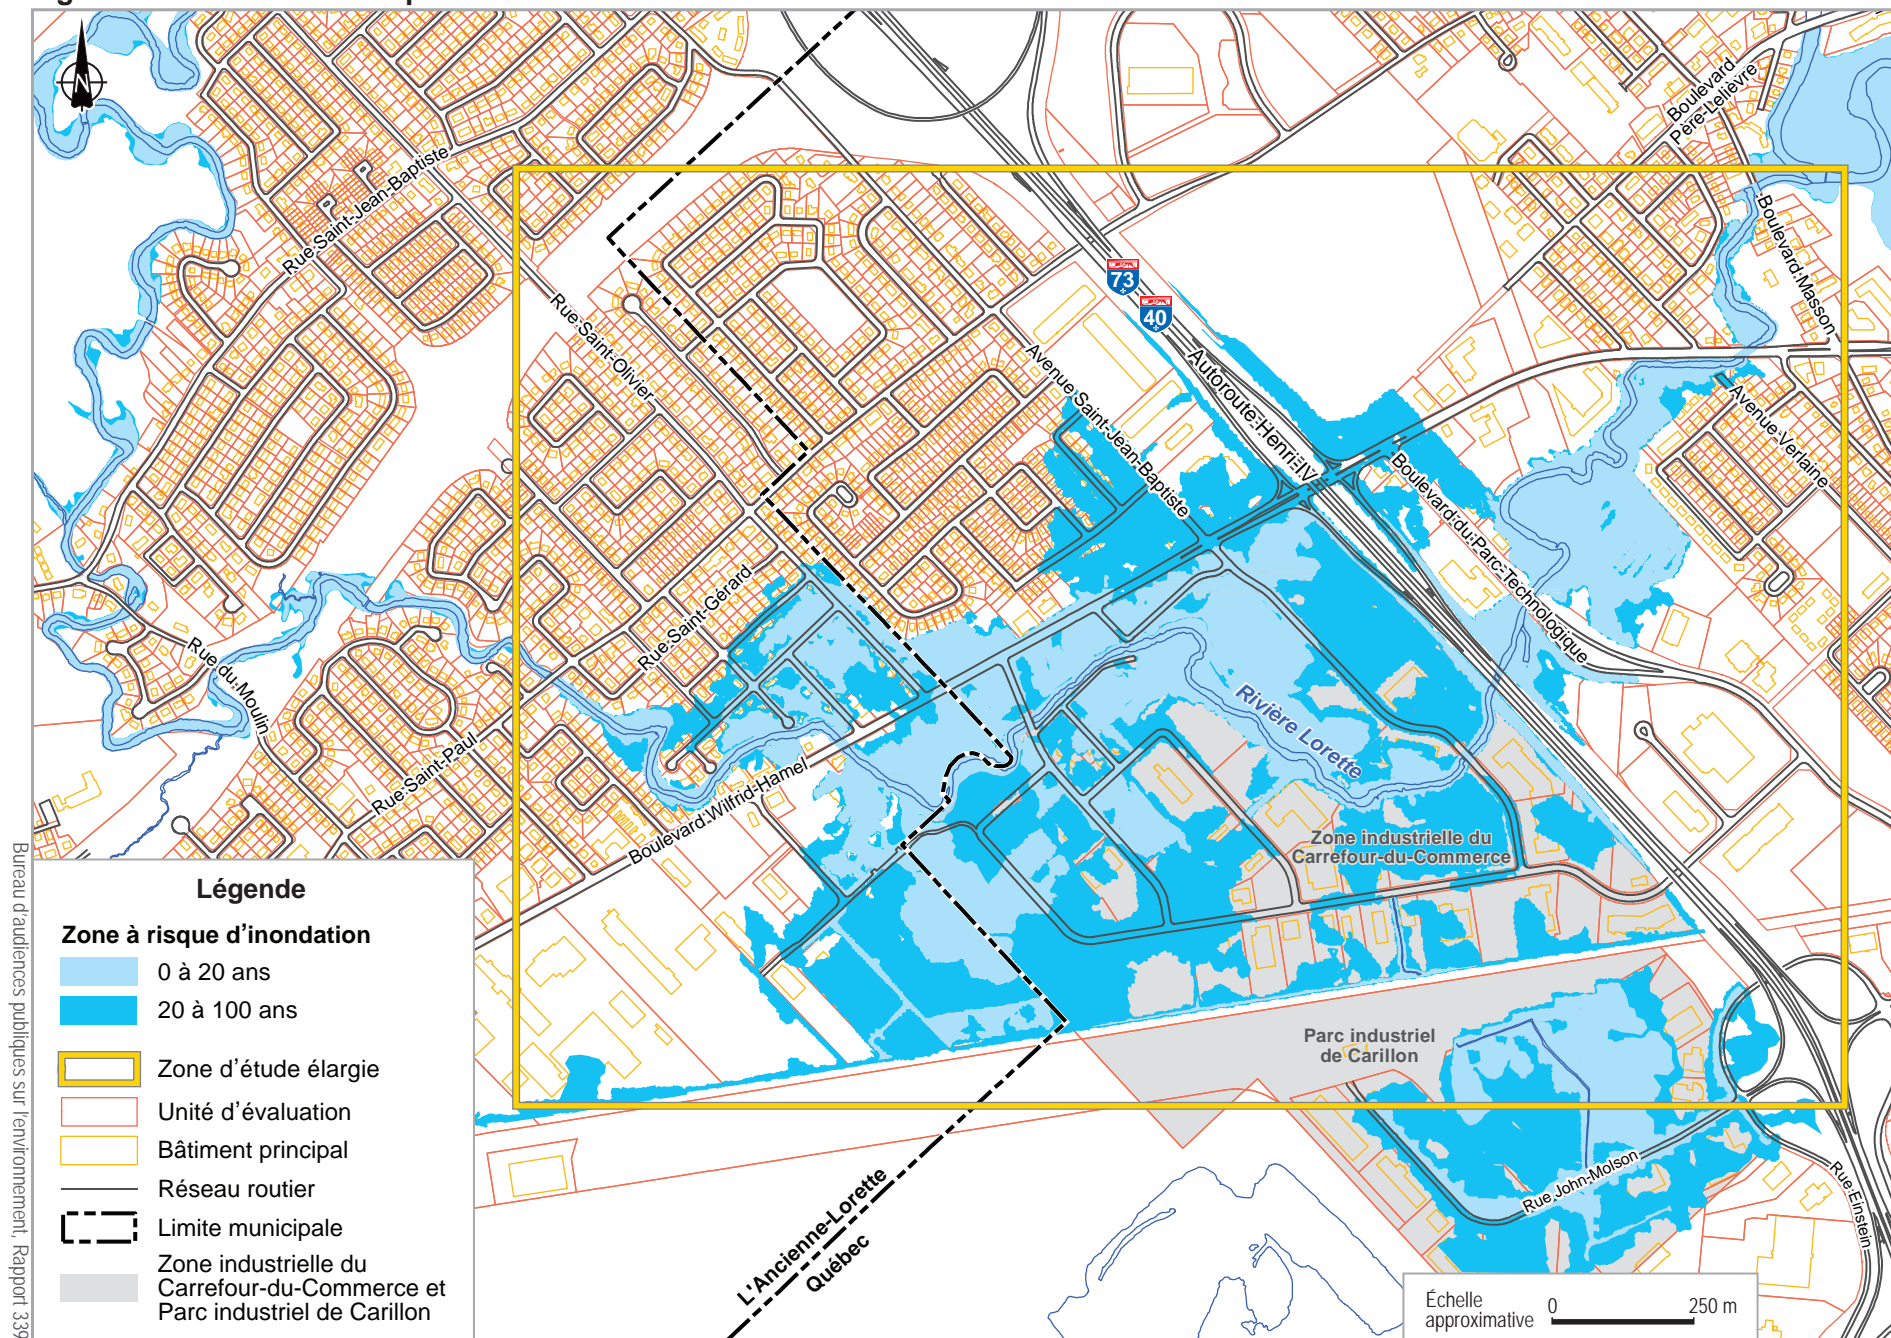 N
Boulevard
Père-Lelièvre
Rue Saint-Jean-Baptiste
Boulevard Masson
73
40
Rue Saint-Olivier
Avenue Saint-Jean-Baptiste
Autoroute Henri-IV
Avenue Verlaine
Boulevard du Parc-Technologique
Rue Saint-Gérard
Rue du Moulin
Rivière Lorette
Rue Saint-Paul
Boulevard Wilfrid-Hamel
Zone industrielle du
Carrefour-du-Commerce
Parc industriel
de Carillon
Rue John-Molson
Rue Einstein
L'Ancienne-Lorette
Québec
Légende
Zone à risque d'inondation
0 à 20 ans
20 à 100 ans
Zone d'étude élargie
Unité d'évaluation
Bâtiment principal
Réseau routier
Limite municipale
Zone industrielle du
Carrefour-du-Commerce et
Parc industriel de Carillon
Échelle
approximative
0 250 m
Bureau d'audiences publiques sur l'environnement, Rapport 339